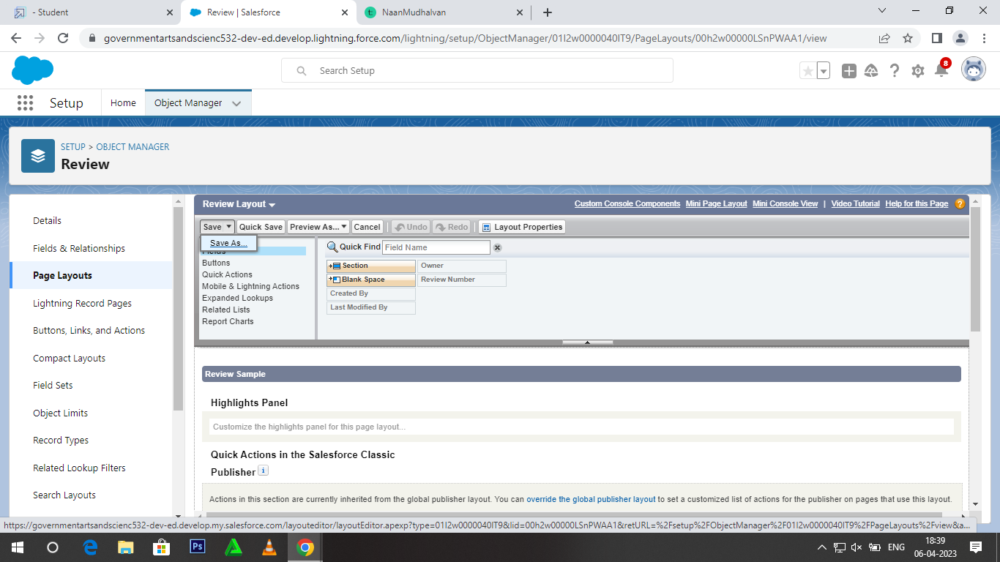 - Student
Review | Salesforce
NaanMudhalvan
governmentartsandscienc532-dev-ed.develop.lightning.force.com/lightning/setup/ObjectManager/01I2w0000040lT9/PageLayouts/00h2w00000LSnPWAA1/view
Search Setup
8
Setup
Home
Object Manager
SETUP > OBJECT MANAGER
Review
Details
Fields & Relationships
Page Layouts
Lightning Record Pages
Buttons, Links, and Actions
Compact Layouts
Field Sets
Object Limits
Record Types
Related Lookup Filters
Search Layouts
Review Layout
Custom Console Components
Mini Page Layout
Mini Console View
|
Video Tutorial
Help for this Page
Save
Quick Save
Preview As...
Cancel
Undo
Redo
Layout Properties
Save As...
Fields
Buttons
Quick Actions
Mobile & Lightning Actions
Expanded Lookups
Related Lists
Report Charts
Quick Find
Field Name
Section
Owner
Blank Space
Review Number
Created By
Last Modified By
Review Sample
Highlights Panel
Customize the highlights panel for this page layout...
Quick Actions in the Salesforce Classic
Publisher
Actions in this section are currently inherited from the global publisher layout. You can override the global publisher layout to set a customized list of actions for the publisher on pages that use this layout.
https://governmentartsandscienc532-dev-ed.develop.my.salesforce.com/layouteditor/layoutEditor.apexp?type=01I2w0000040lT9&lid=00h2w00000LSnPWAA1&retURL=%2Fsetup%2FObjectManager%2F01I2w0000040lT9%2FPageLayouts%2Fview&a...
Ps
ENG
18:39
06-04-2023